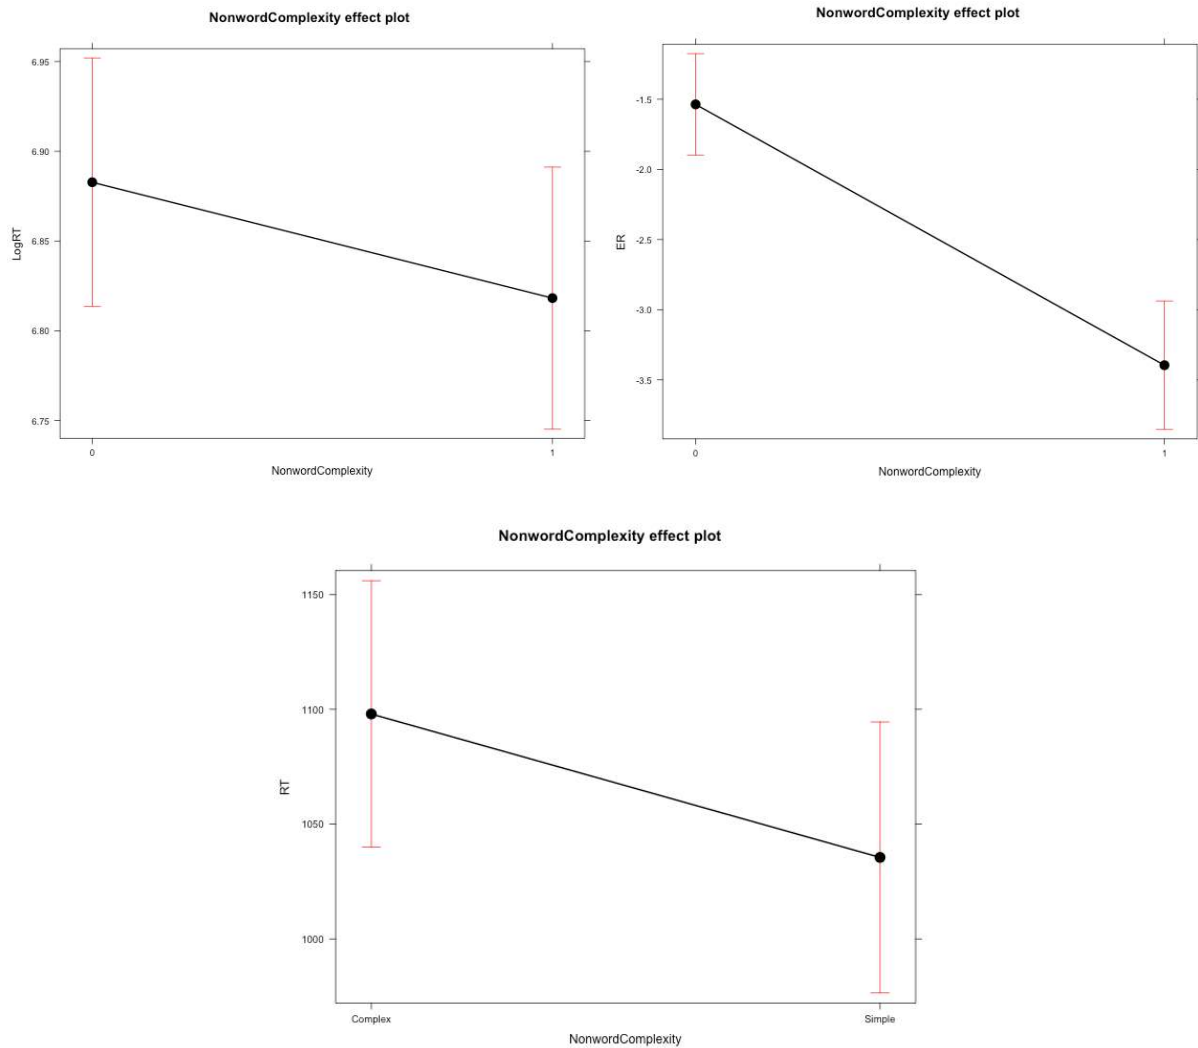 NonwordComplexity effect plot
6.95
6.90
6.85
6.80
6.75
LogRT
0
1
NonwordComplexity
NonwordComplexity effect plot
-1.5
-2.0
-2.5
-3.0
-3.5
ER
0
1
NonwordComplexity
NonwordComplexity effect plot
1150
1100
1050
1000
RT
Complex
Simple
NonwordComplexity